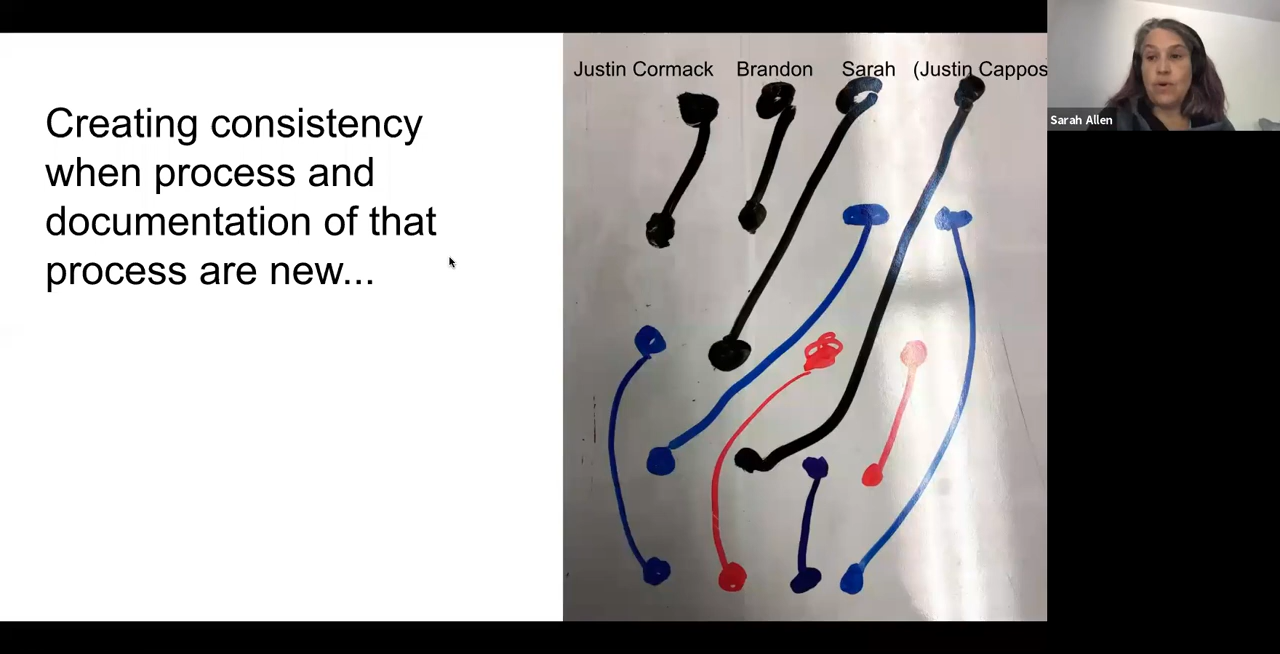 Creating consistency
when process and
documentation of that
process are new...
Justin Cormack Brandon Sarah (Justin Cappos
Sarah Allen